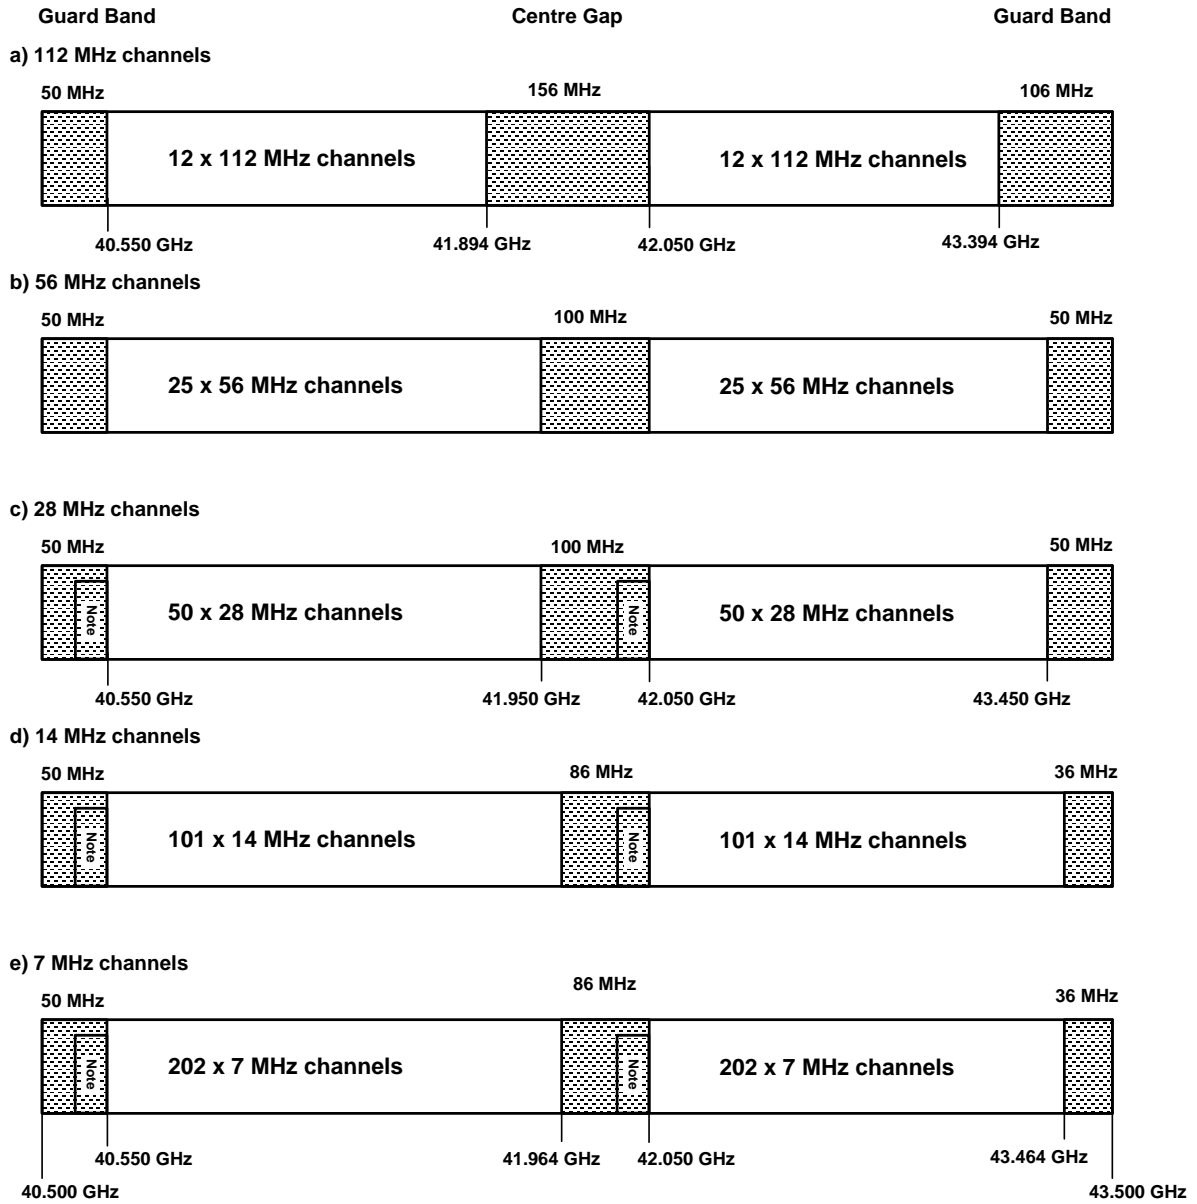 Guard Band Centre Gap Guard Band
a) 112 MHz channels
50 MHz 156 MHz 106 MHz
12 x 112 MHz channels 12 x 112 MHz channels
40.550 GHz 41.894 GHz 42.050 GHz 43.394 GHz
b) 56 MHz channels
50 MHz 100 MHz 50 MHz
25 x 56 MHz channels 25 x 56 MHz channels
c) 28 MHz channels
50 MHz 100 MHz 50 MHz
Note 50 x 28 MHz channels Note 50 x 28 MHz channels
40.550 GHz 41.950 GHz 42.050 GHz 43.450 GHz
d) 14 MHz channels
50 MHz 86 MHz 36 MHz
Note 101 x 14 MHz channels Note 101 x 14 MHz channels
e) 7 MHz channels
50 MHz 86 MHz 36 MHz
Note 202 x 7 MHz channels Note 202 x 7 MHz channels
40.550 GHz 41.964 GHz 42.050 GHz 43.464 GHz
40.500 GHz 43.500 GHz